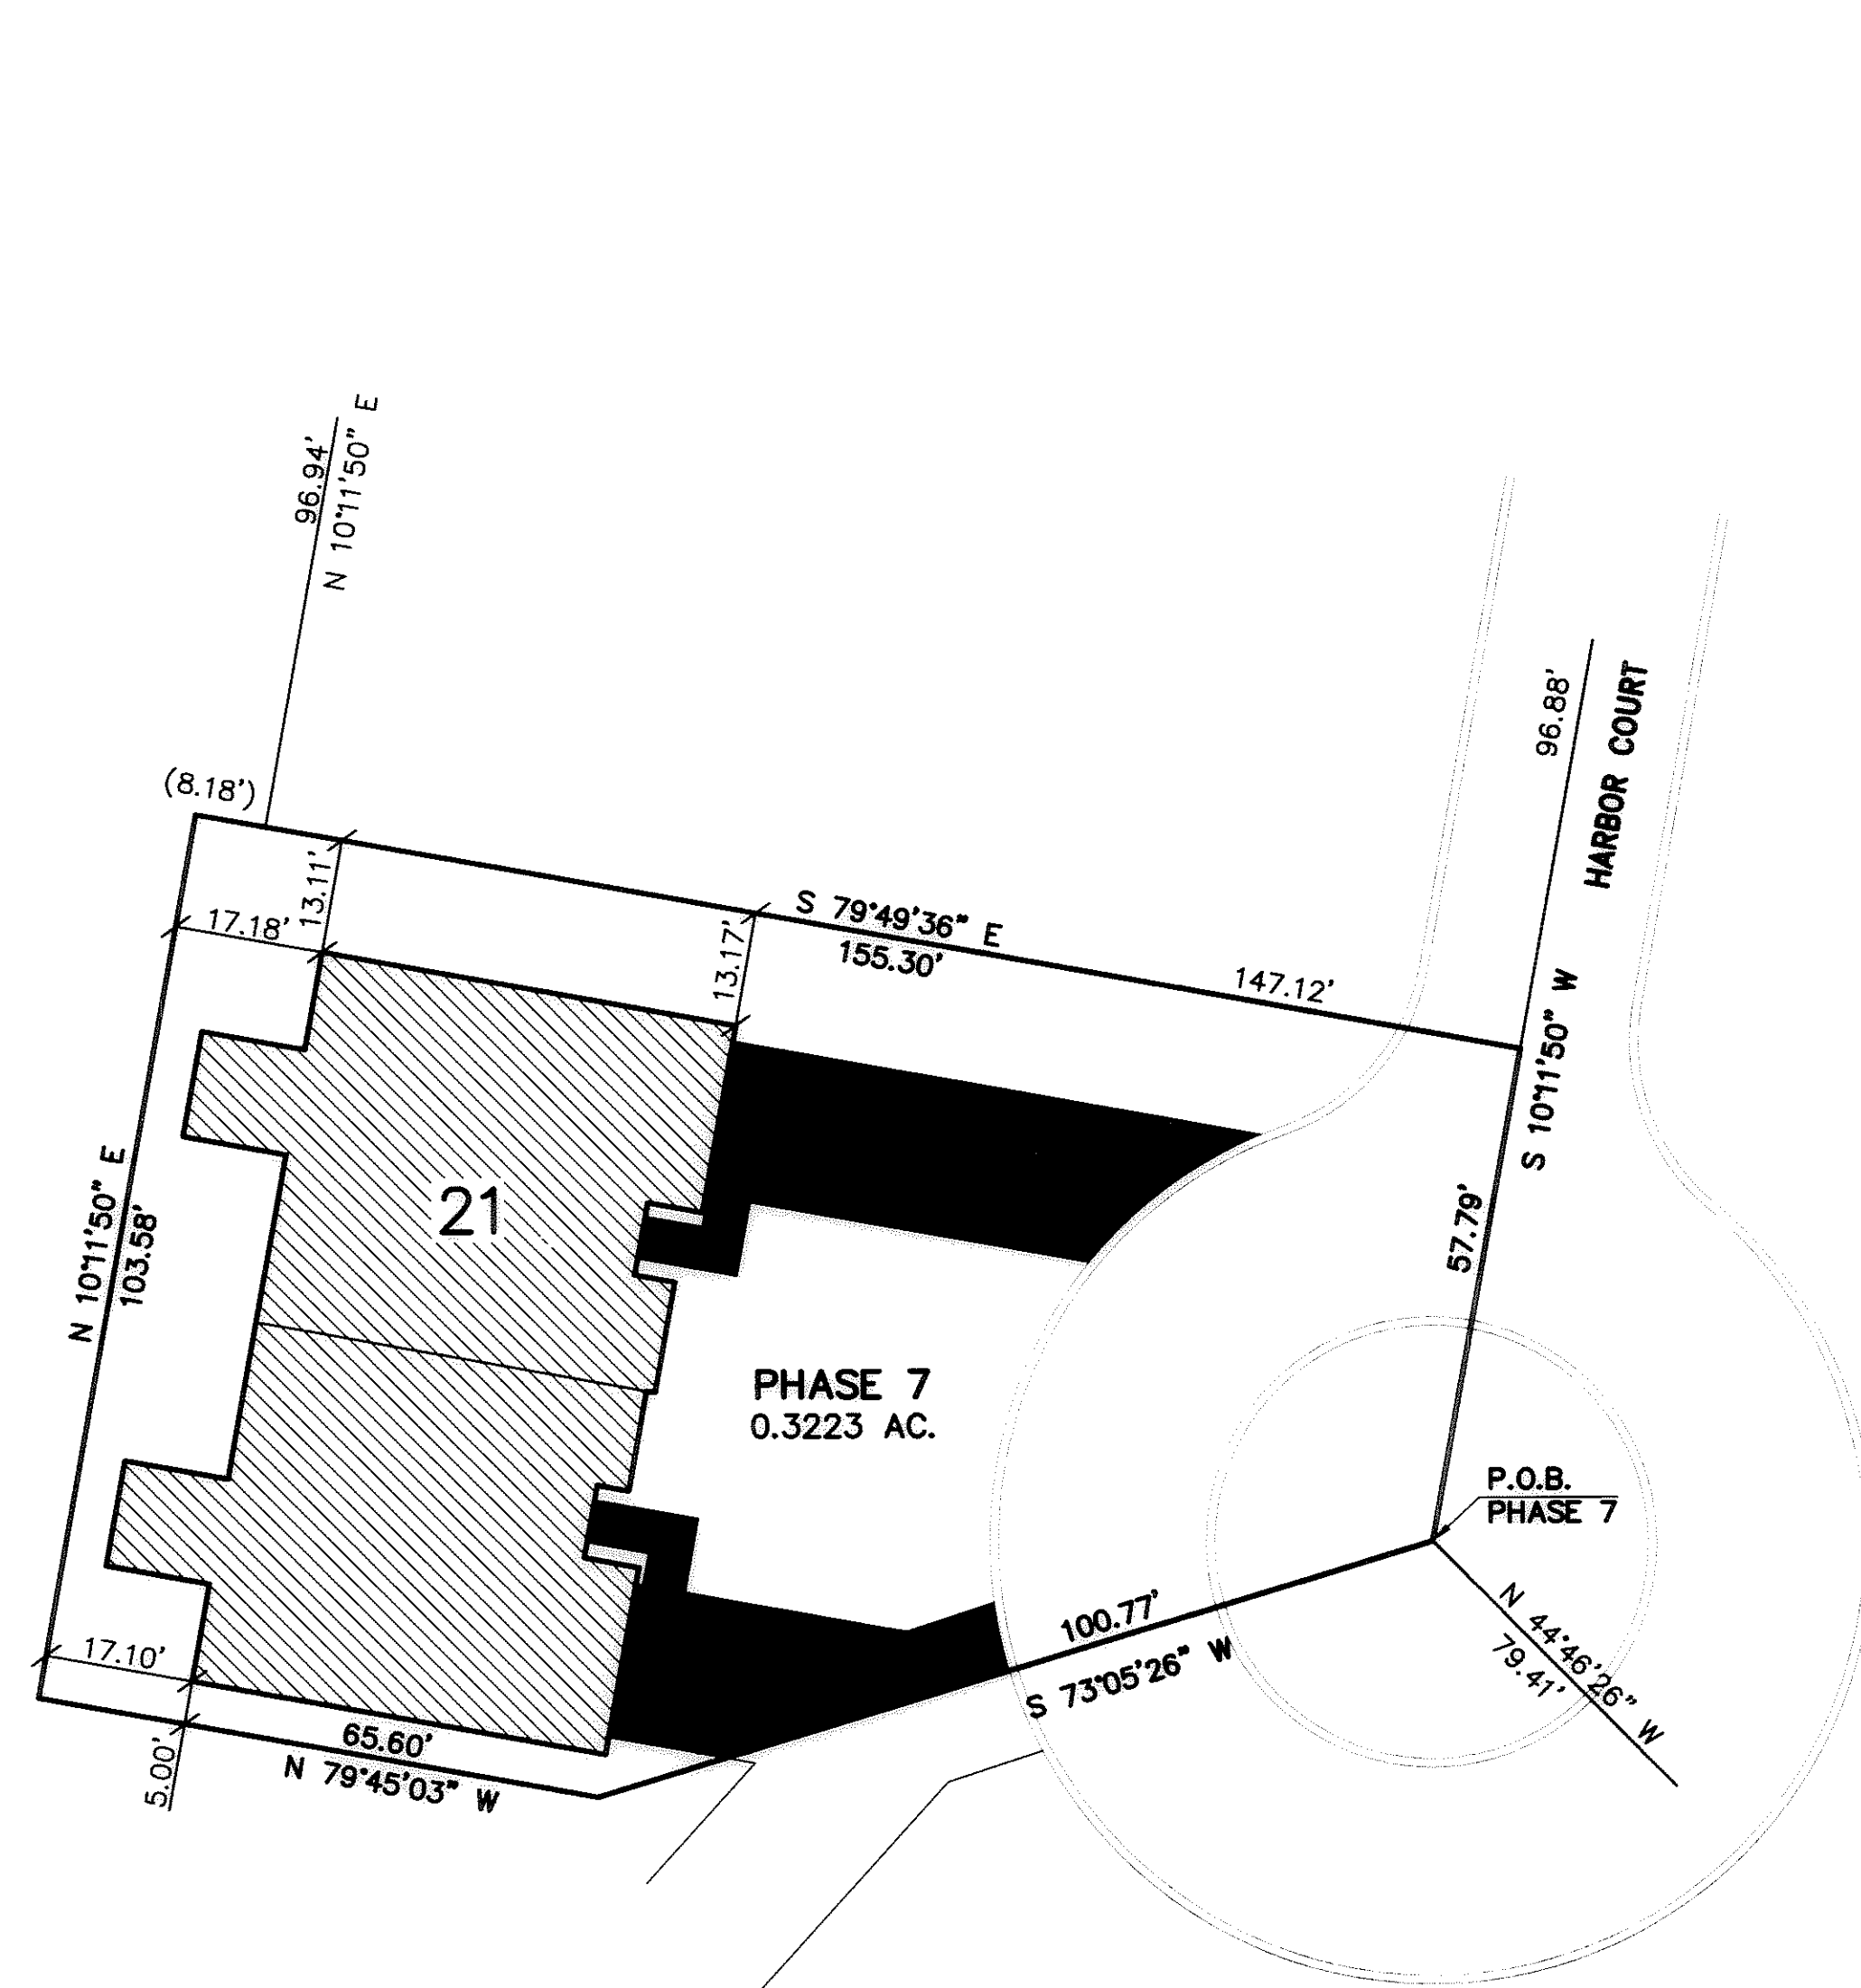 96.94'
N 10°11'50" E
(8.18')
13.11'
17.18'
S 79°49'36" E
155.30'
13.17'
147.12'
96.88'
HARBOR COURT
S 10°11'50" W
57.79'
N 10°11'50" E
103.58'
21
PHASE 7
0.3223 AC.
P.O.B.
PHASE 7
100.77'
S 73°05'26" W
N 44°46'26" W
79.41'
17.10'
65.60'
N 79°45'03" W
5.00'